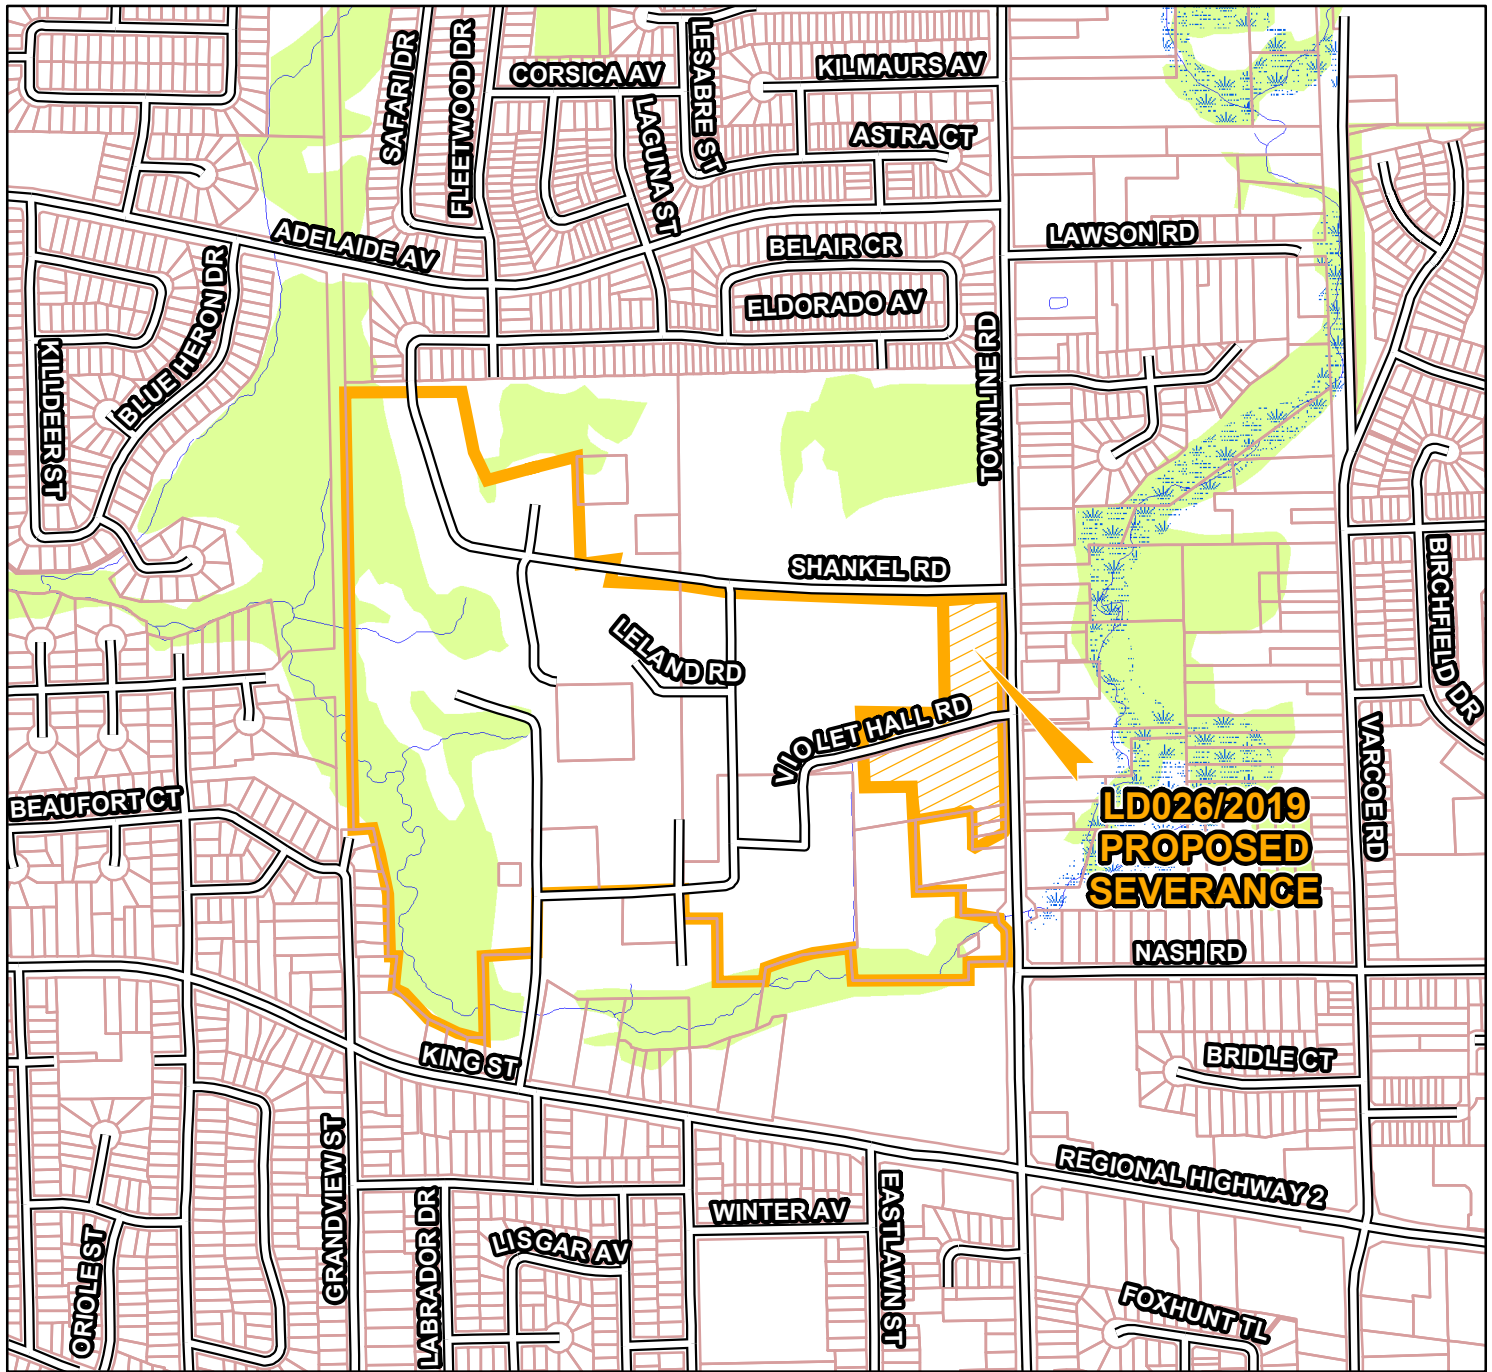 SAFARI DR
FLEETWOOD DR
CORSICA AV
LESABRE ST
KILMAURS AV
LAGUNA ST
ASTRA CT
ADELAIDE AV
BELAIR CR
LAWSON RD
BLUE HERON DR
ELDORADO AV
KILLDEER ST
TOWNLINE RD
SHANKEL RD
BIRCHFIELD DR
LELAND RD
VIOLET HALL RD
BEAUFORT CT
VARCOE RD
LD026/2019
PROPOSED
SEVERANCE
NASH RD
KING ST
BRIDLE CT
GRANDVIEW ST
REGIONAL HIGHWAY 2
LABRADOR DR
WINTER AV
EASTLAWN ST
LISGAR AV
ORIOLE ST
FOXHUNT TL